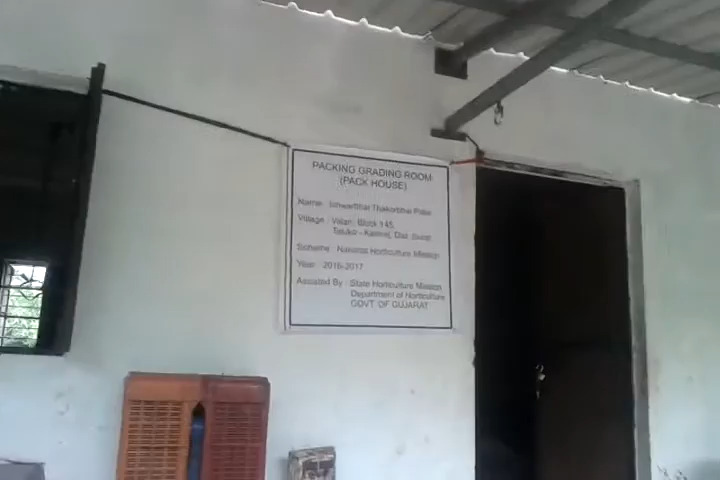 PACKING GRADING ROOM
(PACK HOUSE)
Name : Ishwarbhai Thakorbhai Patel
Village : Velan, Block 145,
Taluko - Kamrej, Dist. Surat
Scheme : National Horticulture Mission
Year : 2016-2017
Assisted By : State Horticulture Mission
Department of Horticulture
GOVT. OF GUJARAT